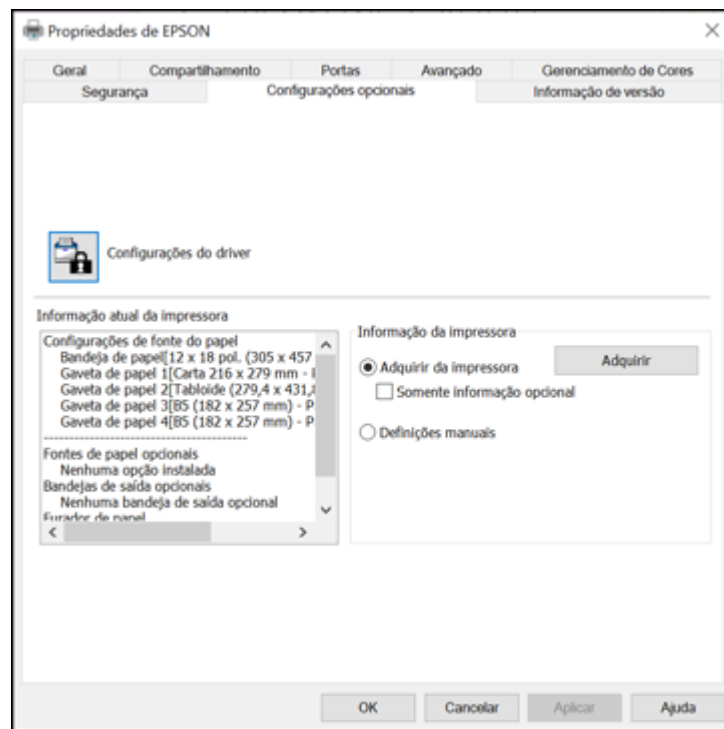 Propriedades de EPSON
Geral Compartilhamento Portas Avançado Gerenciamento de Cores
Segurança Configurações opcionais Informação de versão
Configurações do driver
Informação atual da impressora
Configurações de fonte do papel
Bandeja de papel[12 x 18 pol. (305 x 457
Gaveta de papel 1[Carta 216 x 279 mm -
Gaveta de papel 2[Tabloide (279,4 x 431,
Gaveta de papel 3[B5 (182 x 257 mm) - P
Gaveta de papel 4[B5 (182 x 257 mm) - P
----------------------------------------
Fontes de papel opcionais
Nenhuma opção instalada
Bandejas de saída opcionais
Nenhuma bandeja de saída opcional
Furador de papel
Informação da impressora
Adquirir da impressora Adquirir
Somente informação opcional
Definições manuais
OK Cancelar Aplicar Ajuda